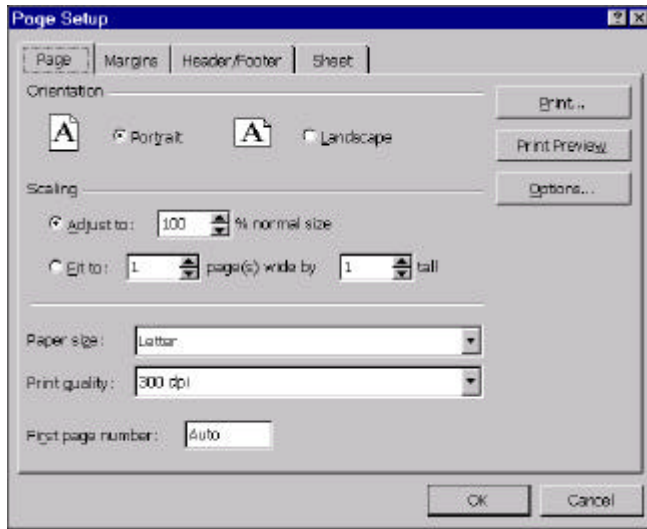 Page Setup
Page Margins Header/Footer Sheet
Orientation
Print...
A Portrait A Landscape
Print Preview
Scaling
Options...
Adjust to: 100 % normal size
Fit to: 1 page(s) wide by 1 tall
Paper size: Letter
Print quality: 300 dpi
First page number: Auto
OK Cancel